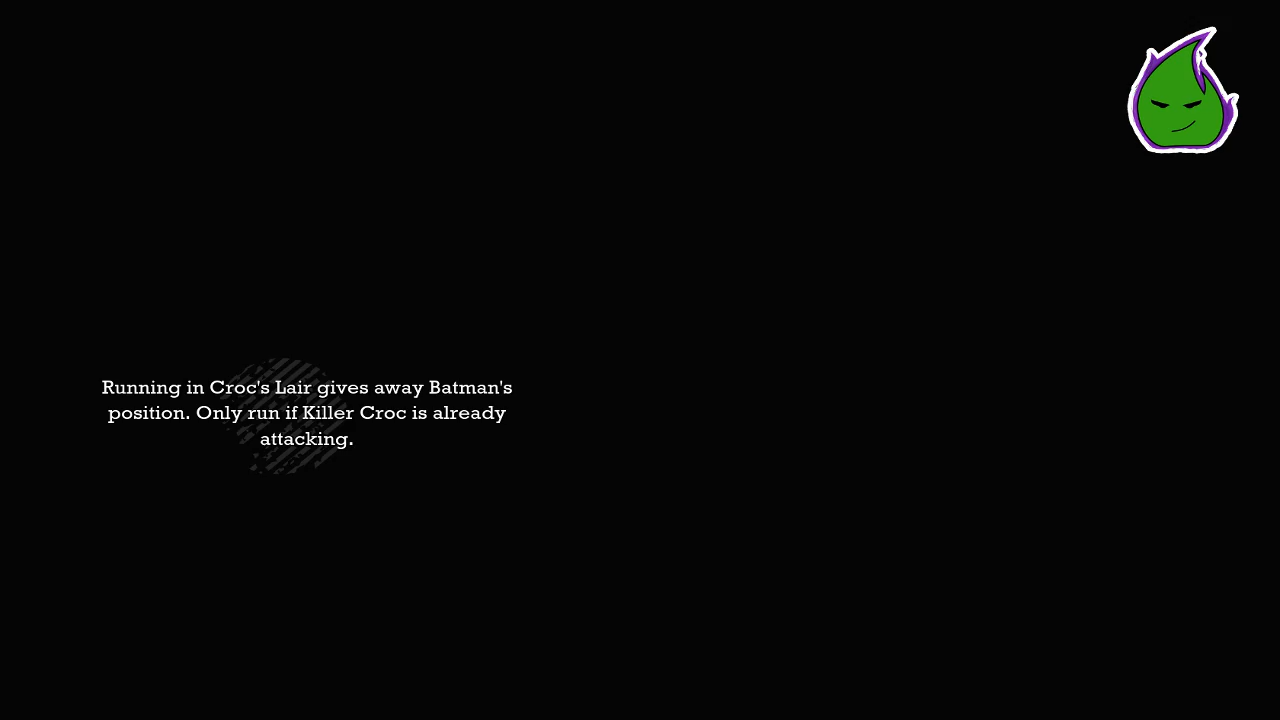 Running in Croc's Lair gives away Batman's
position. Only run if Killer Croc is already
attacking.